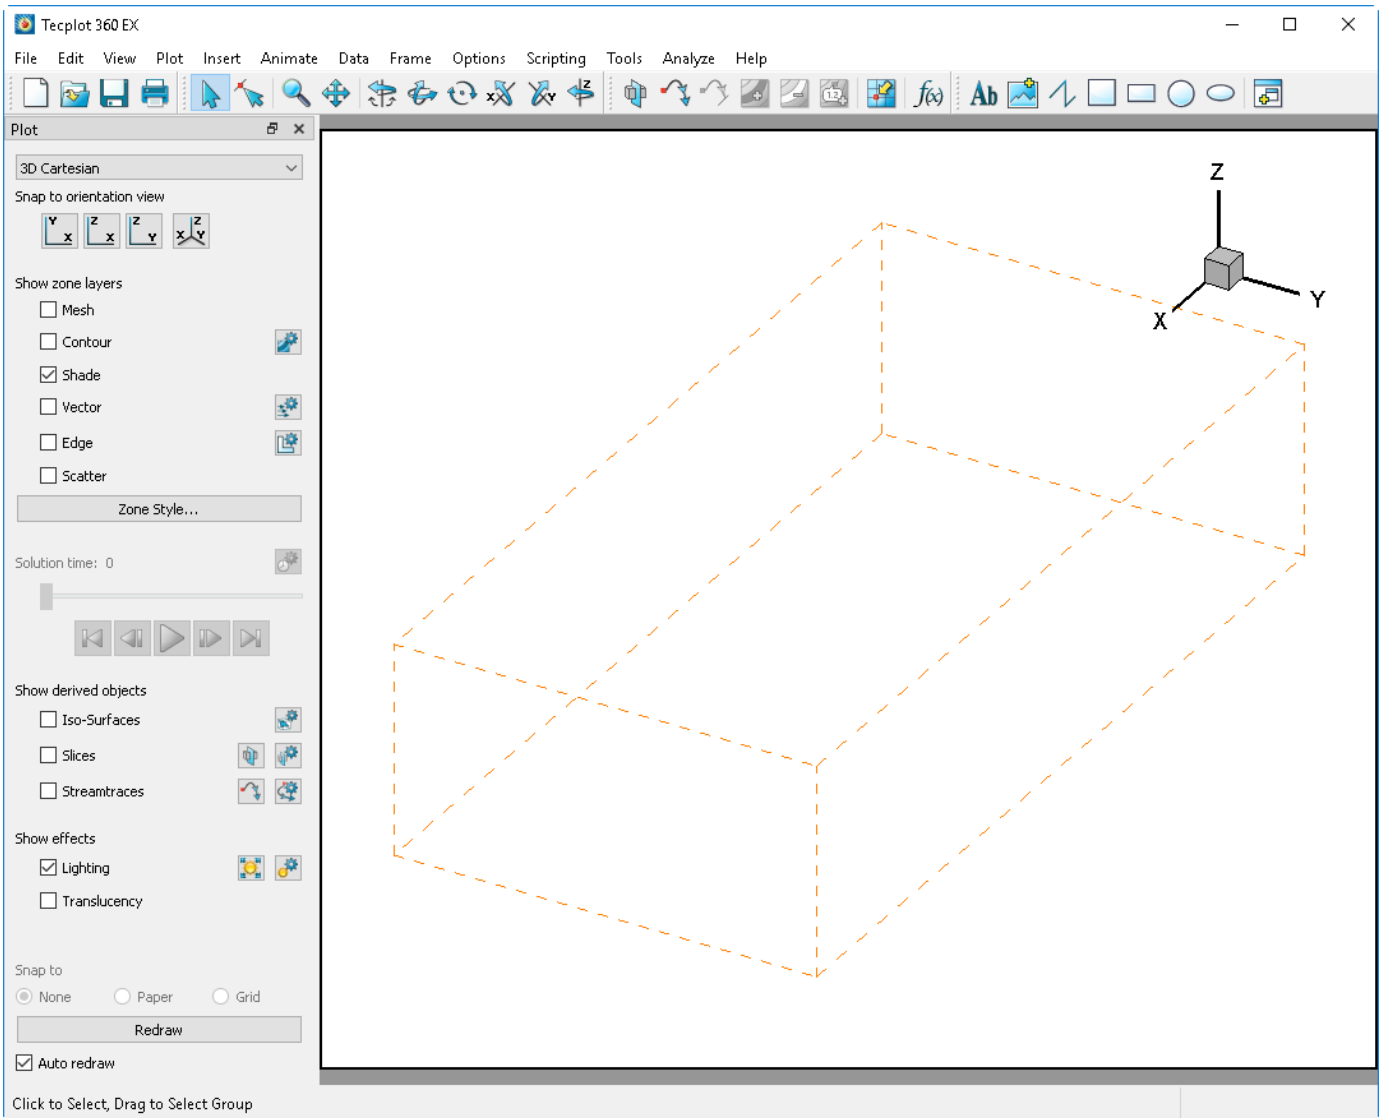 Tecplot 360 EX
File Edit View Plot Insert Animate Data Frame Options Scripting Tools Analyze Help
Ab
f(x)
Plot
3D Cartesian
Snap to orientation view
Y X Z X Z Y X Z Y
Show zone layers
Mesh
Contour
Shade
Vector
Edge
Scatter
Zone Style...
Solution time: 0
Show derived objects
Iso-Surfaces
Slices
Streamtraces
Show effects
Lighting
Translucency
Snap to
None Paper Grid
Redraw
Auto redraw
Z
Y
X
Click to Select, Drag to Select Group